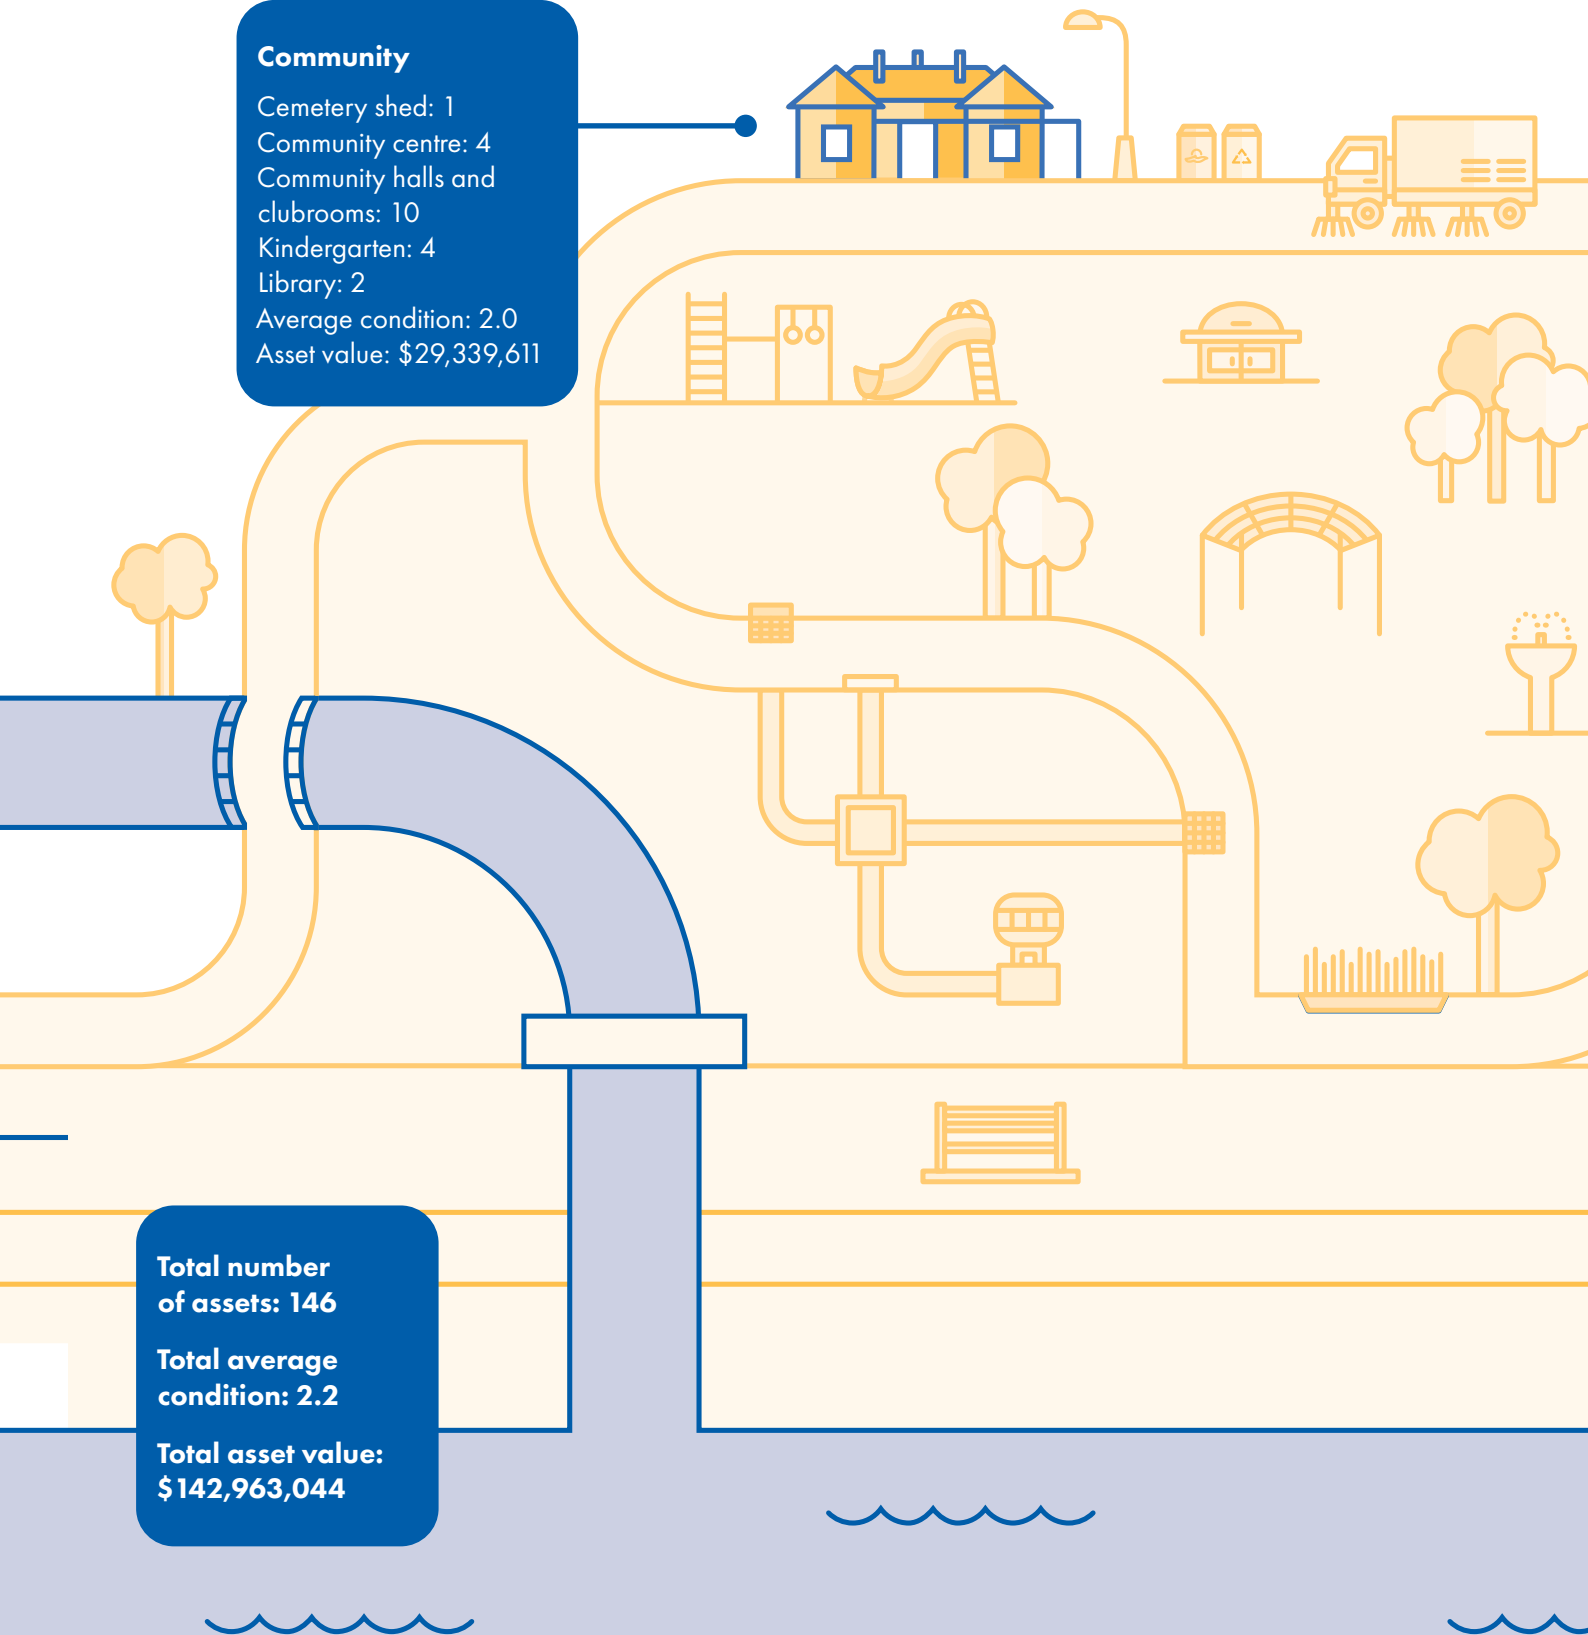 Community
Cemetery shed: 1
Community centre: 4
Community halls and
clubrooms: 10
Kindergarten: 4
Library: 2
Average condition: 2.0
Asset value: $29,339,611
Total number
of assets: 146
Total average
condition: 2.2
Total asset value:
$142,963,044